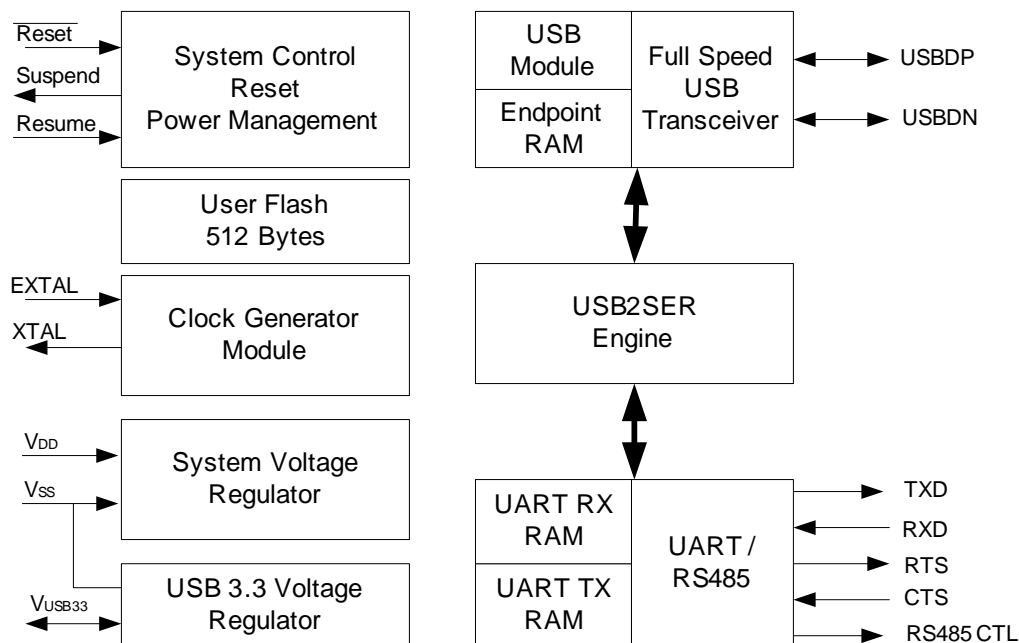 Reset
Suspend
Resume
System Control
Reset
Power Management
User Flash
512 Bytes
EXTAL
XTAL
Clock Generator
Module
VDD
VSS
System Voltage
Regulator
VUSB33
USB 3.3 Voltage
Regulator
USB
Module
Endpoint
RAM
Full Speed
USB
Transceiver
USBDP
USBDN
USB2SER
Engine
UART RX
RAM
UART TX
RAM
UART /
RS485
TXD
RXD
RTS
CTS
RS485 CTL